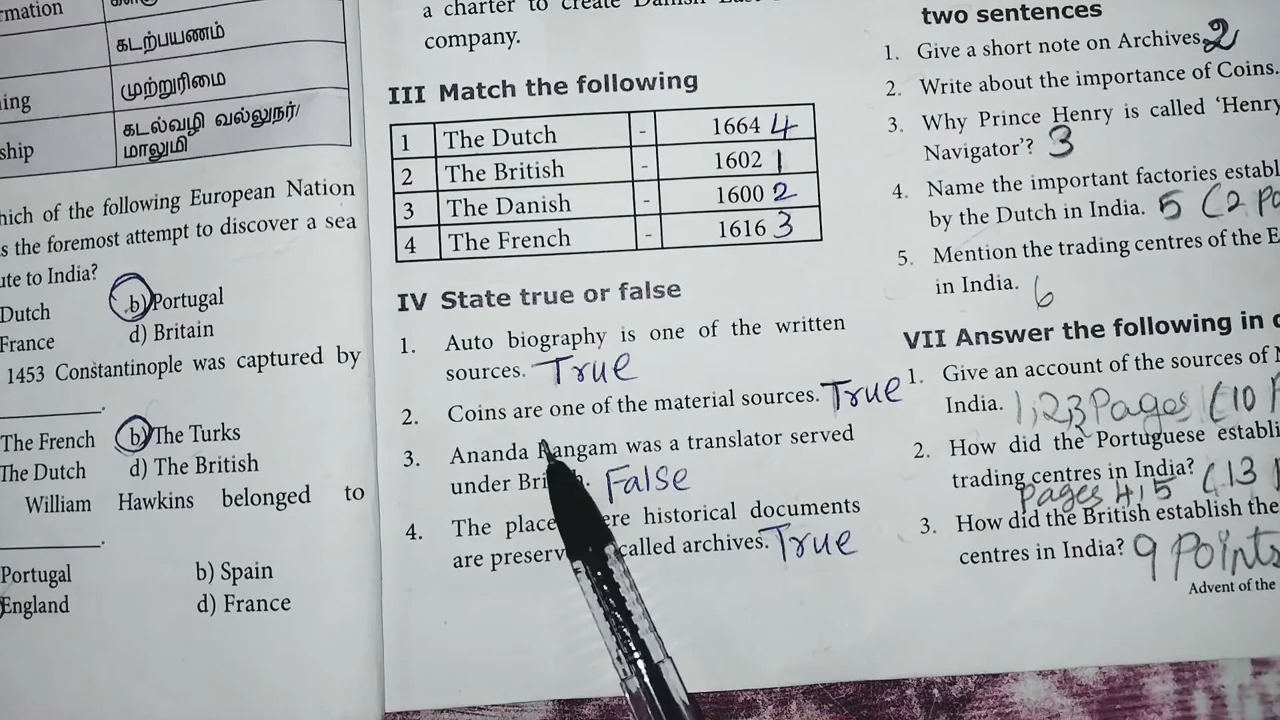 rmation
கடற்பயணம்
ing
முற்றுரிமை
ship
கடல்வழி வல்லுநர்/
மாலுமி
hich of the following European Nation
s the foremost attempt to discover a sea
ute to India?
Dutch b) Portugal
France d) Britain
1453 Constantinople was captured by
The French b) The Turks
The Dutch d) The British
William Hawkins belonged to
Portugal b) Spain
England d) France
a charter to create Danish East
company.
III Match the following
1 The Dutch - 1664 4
2 The British - 1602 1
3 The Danish - 1600 2
4 The French - 1616 3
IV State true or false
1. Auto biography is one of the written
sources. True
2. Coins are one of the material sources. True
3. Ananda Rangam was a translator served
under Bri False
4. The place ere historical documents
are preserv called archives. True
two sentences
1. Give a short note on Archives. 2
2. Write about the importance of Coins.
3. Why Prince Henry is called ‘Henry
Navigator’? 3
4. Name the important factories establ
by the Dutch in India. 5 (2 Po
5. Mention the trading centres of the E
in India. 6
VII Answer the following in
1. Give an account of the sources of
India. 1,2,3 Pages (10
2. How did the Portuguese establi
trading centres in India? (13
Pages 4,5
3. How did the British establish the
centres in India? 9 Points
Advent of the